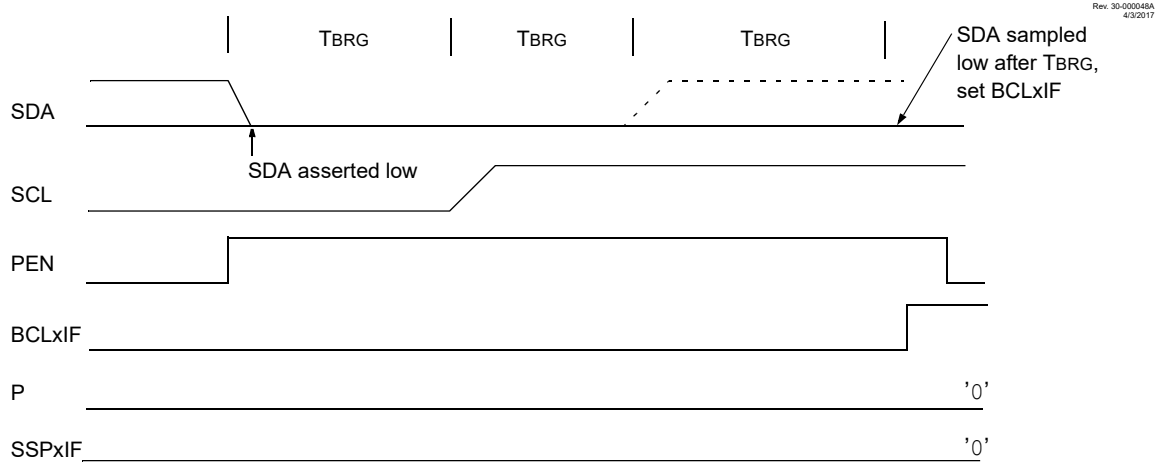 Rev. 30-000048A
4/3/2017
TBRG
TBRG
TBRG
SDA sampled
low after TBRG,
set BCLxIF
SDA
SDA asserted low
SCL
PEN
BCLxIF
P
'0'
SSPxIF
'0'